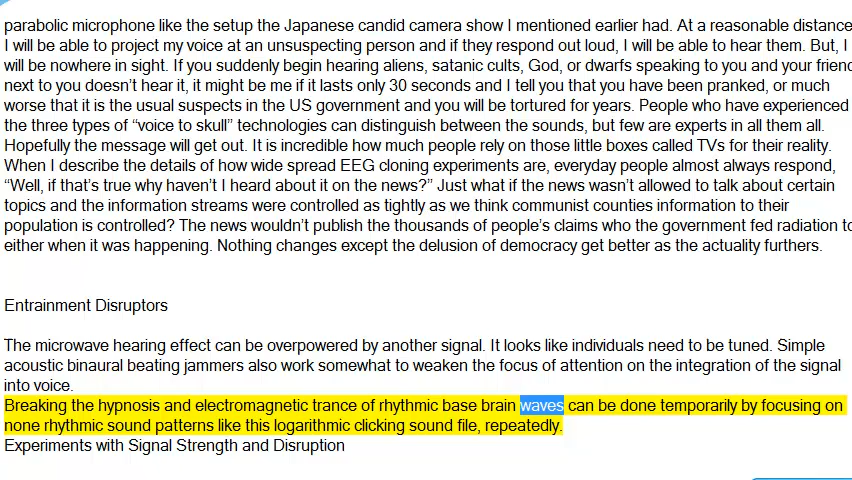 parabolic microphone like the setup the Japanese candid camera show I mentioned earlier had. At a reasonable distance
I will be able to project my voice at an unsuspecting person and if they respond out loud, I will be able to hear them. But, I
will be nowhere in sight. If you suddenly begin hearing aliens, satanic cults, God, or dwarfs speaking to you and your friend
next to you doesn't hear it, it might be me if it lasts only 30 seconds and I tell you that you have been pranked, or much
worse that it is the usual suspects in the US government and you will be tortured for years. People who have experienced
the three types of “voice to skull” technologies can distinguish between the sounds, but few are experts in all them all.
Hopefully the message will get out. It is incredible how much people rely on those little boxes called TVs for their reality.
When I describe the details of how wide spread EEG cloning experiments are, everyday people almost always respond,
“Well, if that's true why haven't I heard about it on the news?” Just what if the news wasn't allowed to talk about certain
topics and the information streams were controlled as tightly as we think communist counties information to their
population is controlled? The news wouldn't publish the thousands of people's claims who the government fed radiation to
either when it was happening. Nothing changes except the delusion of democracy get better as the actuality furthers.
Entrainment Disruptors
The microwave hearing effect can be overpowered by another signal. It looks like individuals need to be tuned. Simple
acoustic binaural beating jammers also work somewhat to weaken the focus of attention on the integration of the signal
into voice.
Breaking the hypnosis and electromagnetic trance of rhythmic base brain waves can be done temporarily by focusing on
none rhythmic sound patterns like this logarithmic clicking sound file, repeatedly.
Experiments with Signal Strength and Disruption